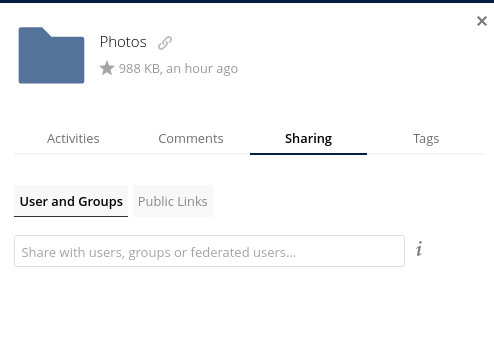 Photos
988 KB, an hour ago
Activities Comments Sharing Tags
User and Groups Public Links
Share with users, groups or federated users...
i